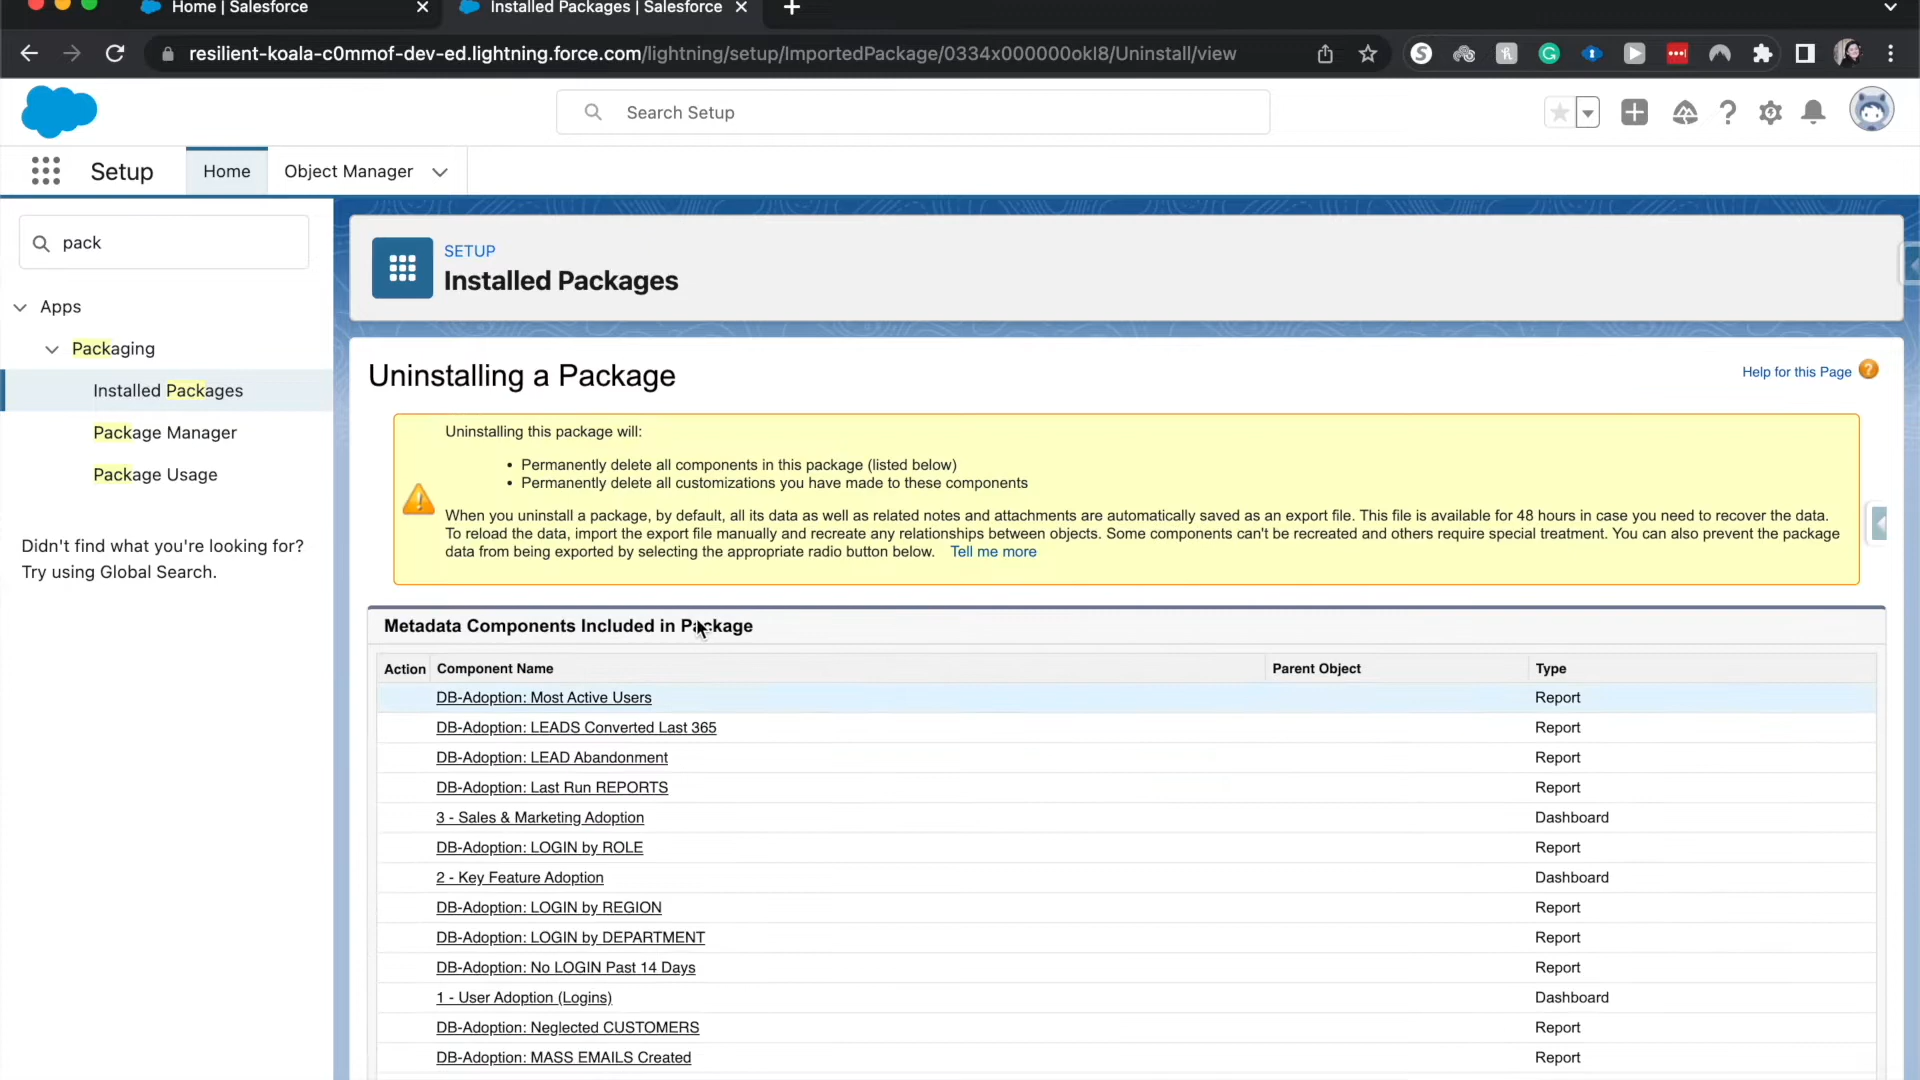 Home | Salesforce
Installed Packages | Salesforce
resilient-koala-c0mmof-dev-ed.lightning.force.com/lightning/setup/ImportedPackage/0334x000000okI8/Uninstall/view
Search Setup
Setup
Home
Object Manager
pack
Apps
Packaging
Installed Packages
Package Manager
Package Usage
Didn't find what you're looking for?
Try using Global Search.
SETUP
Installed Packages
Uninstalling a Package
Help for this Page
Uninstalling this package will:
• Permanently delete all components in this package (listed below)
• Permanently delete all customizations you have made to these components
When you uninstall a package, by default, all its data as well as related notes and attachments are automatically saved as an export file. This file is available for 48 hours in case you need to recover the data.
To reload the data, import the export file manually and recreate any relationships between objects. Some components can't be recreated and others require special treatment. You can also prevent the package
data from being exported by selecting the appropriate radio button below. Tell me more
Metadata Components Included in Package
Action Component Name Parent Object Type
DB-Adoption: Most Active Users Report
DB-Adoption: LEADS Converted Last 365 Report
DB-Adoption: LEAD Abandonment Report
DB-Adoption: Last Run REPORTS Report
3 - Sales & Marketing Adoption Dashboard
DB-Adoption: LOGIN by ROLE Report
2 - Key Feature Adoption Dashboard
DB-Adoption: LOGIN by REGION Report
DB-Adoption: LOGIN by DEPARTMENT Report
DB-Adoption: No LOGIN Past 14 Days Report
1 - User Adoption (Logins) Dashboard
DB-Adoption: Neglected CUSTOMERS Report
DB-Adoption: MASS EMAILS Created Report